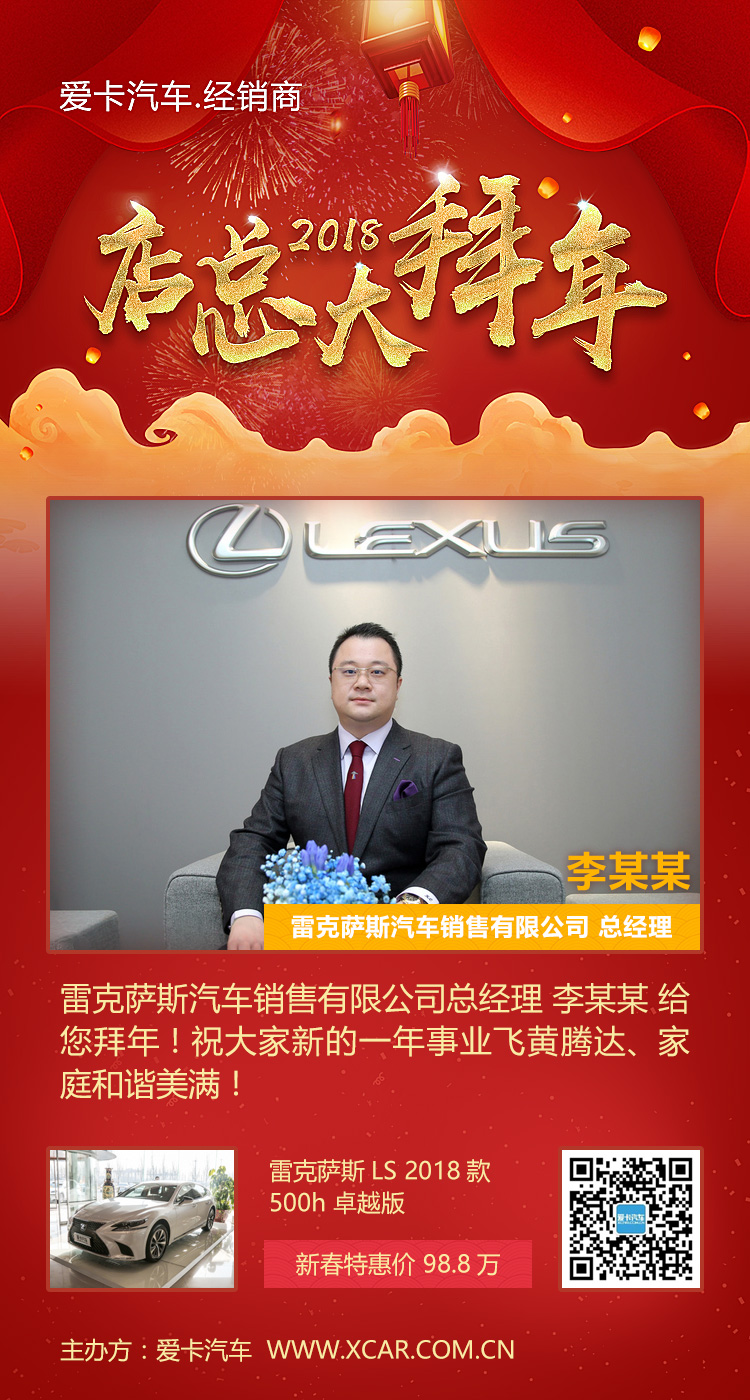 爱卡汽车.经销商
店总2018大拜年
LEXUS
李某某
雷克萨斯汽车销售有限公司 总经理
雷克萨斯汽车销售有限公司总经理 李某某 给
您拜年！祝大家新的一年事业飞黄腾达、家
庭和谐美满！
雷克萨斯 LS 2018 款
500h 卓越版
新春特惠价 98.8 万
爱卡汽车
主办方：爱卡汽车 WWW.XCAR.COM.CN